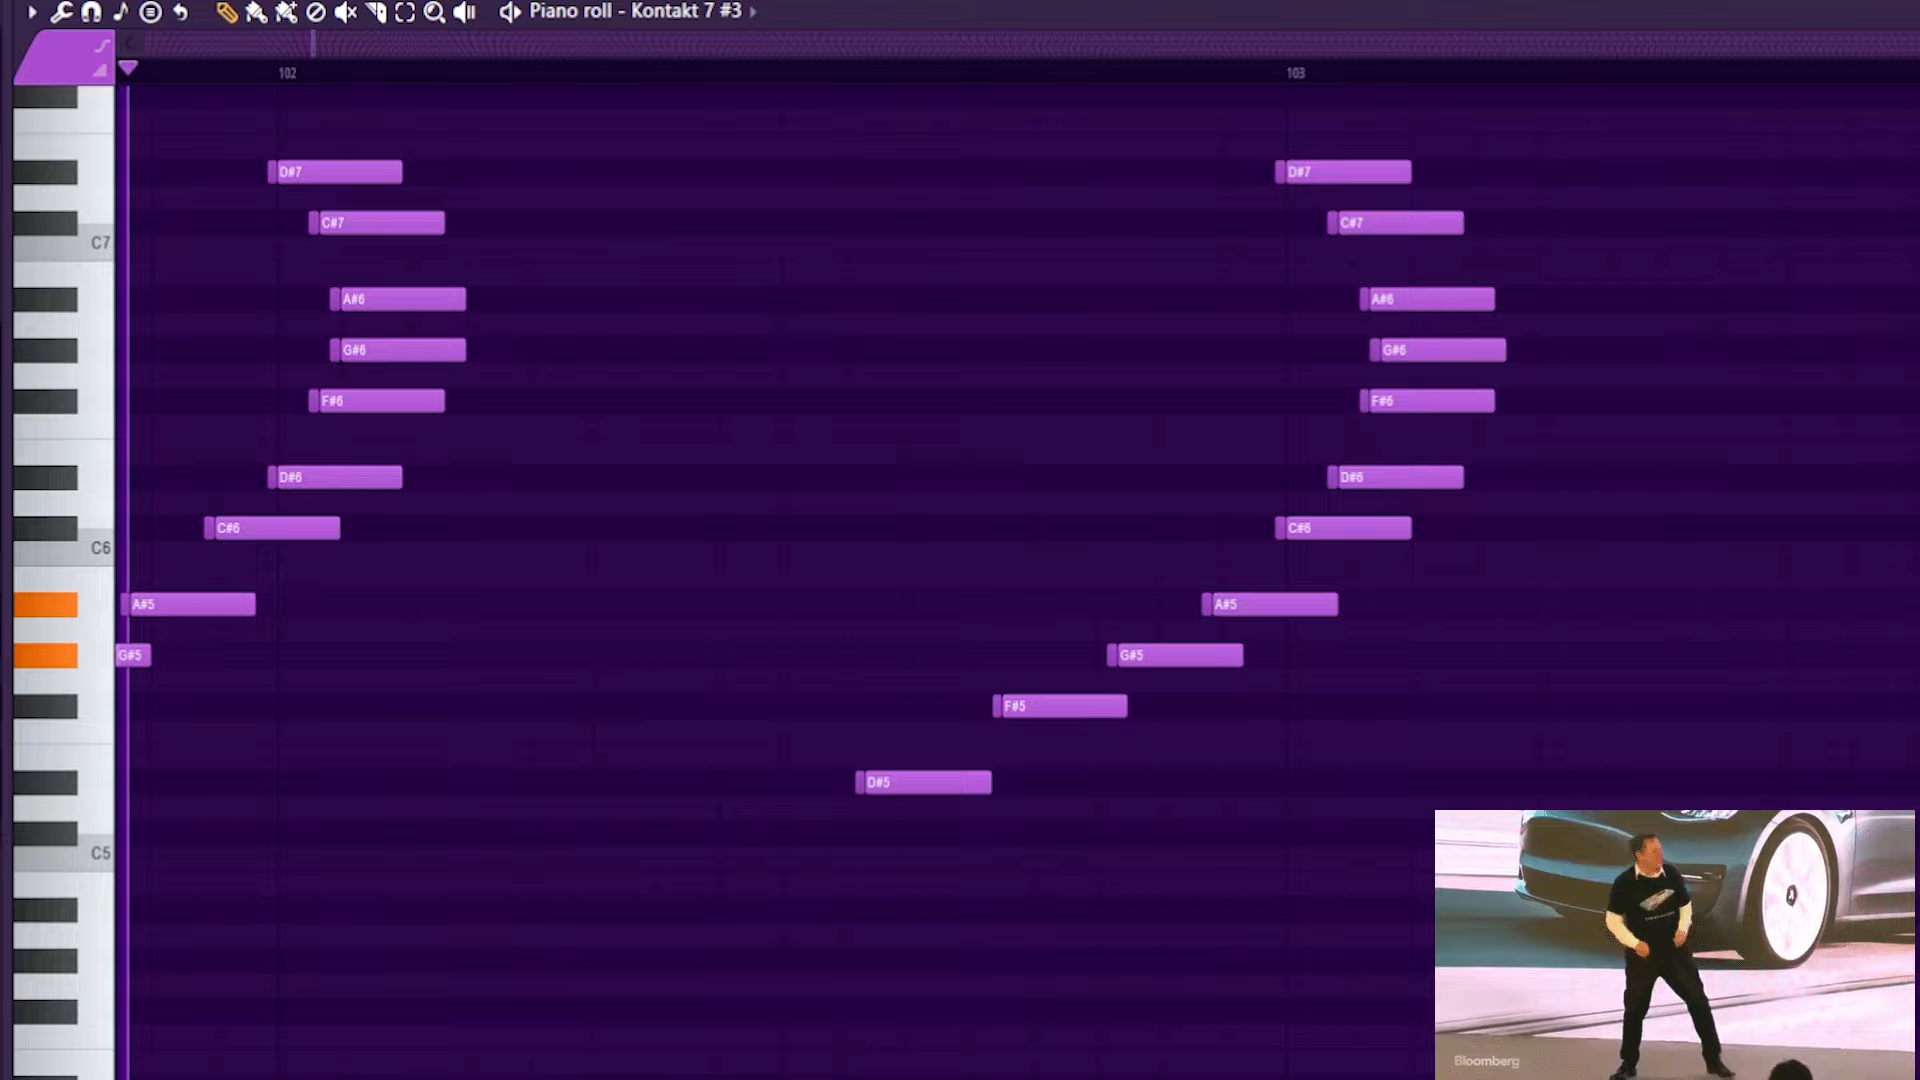 Piano roll - Kontakt 7 #3
102 103
D#7 D#7
C#7 C#7
C7
A#6 A#6
G#6 G#6
F#6 F#6
D#6 D#6
C#6 C#6
C6
A#5 A#5
G#5 G#5
F#5
D#5
C5
Bloomberg